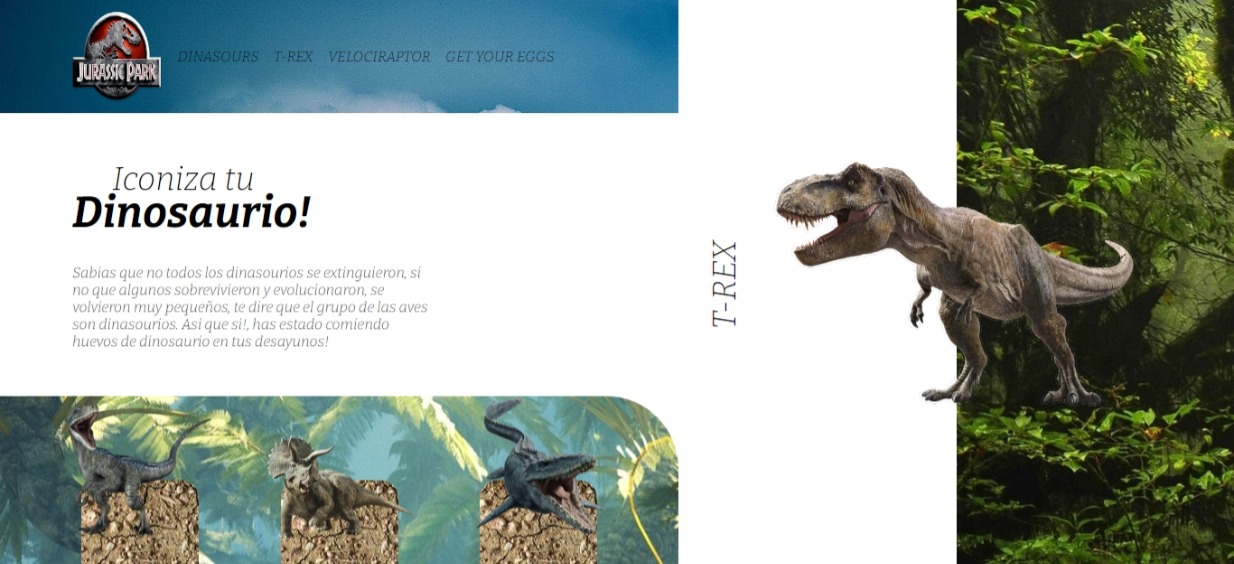 JURASSIC PARK
DINASOURS T-REX VELOCIRAPTOR GET YOUR EGGS
Iconiza tu
Dinosaurio!
Sabias que no todos los dinasourios se extinguieron, si
no que algunos sobrevivieron y evolucionaron, se
volvieron muy pequeños, te dire que el grupo de las aves
son dinasourios. Asi que si!, has estado comiendo
huevos de dinosaurio en tus desayunos!
T-REX